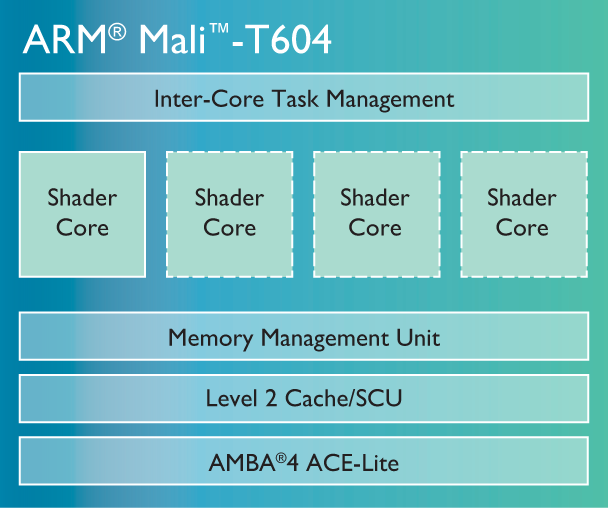 ARM® Mali™-T604
Inter-Core Task Management
Shader Core
Shader Core
Shader Core
Shader Core
Memory Management Unit
Level 2 Cache/SCU
AMBA®4 ACE-Lite